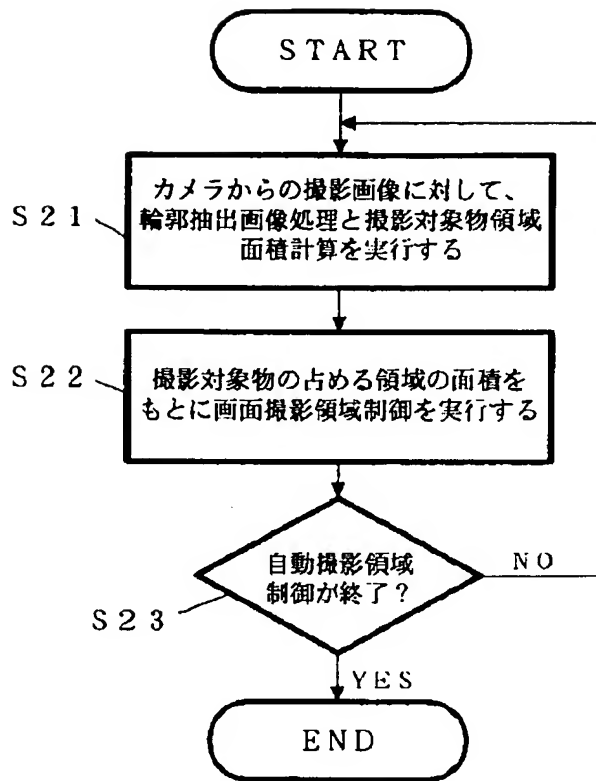 START
カメラからの撮影画像に対して、
輪郭抽出画像処理と撮影対象物領域
面積計算を実行する
S21
撮影対象物の占める領域の面積を
もとに画面撮影領域制御を実行する
S22
自動撮影領域
制御が終了?
NO
S23
YES
END